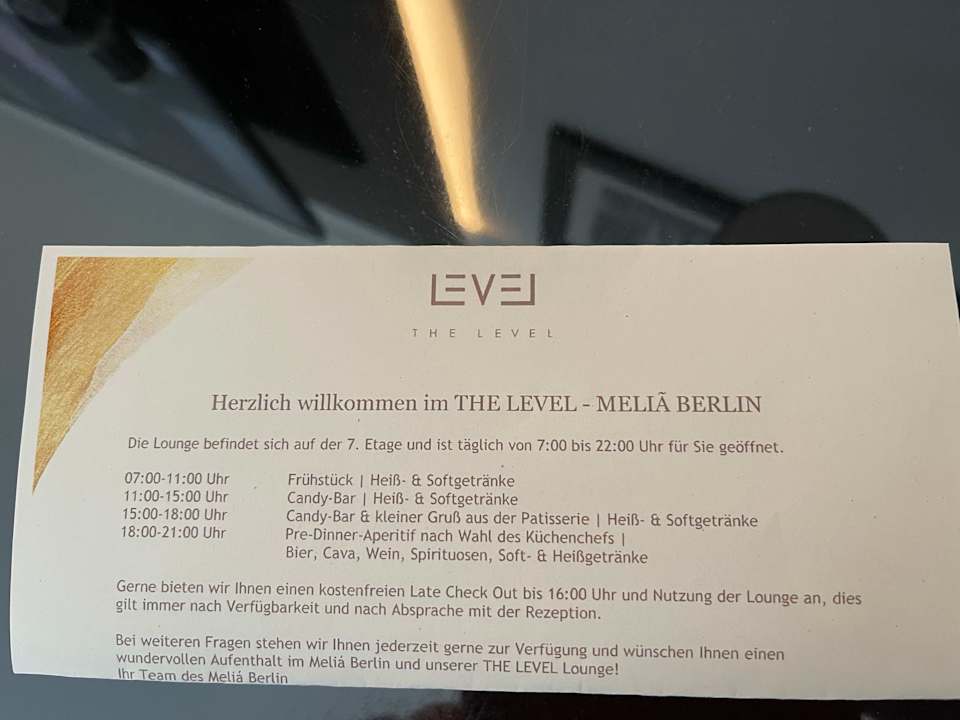 LEVEL
THE LEVEL
Herzlich willkommen im THE LEVEL - MELIÃ BERLIN
Die Lounge befindet sich auf der 7. Etage und ist täglich von 7:00 bis 22:00 Uhr für Sie geöffnet.
07:00-11:00 Uhr Frühstück | Heiß- & Softgetränke
11:00-15:00 Uhr Candy-Bar | Heiß- & Softgetränke
15:00-18:00 Uhr Candy-Bar & kleiner Gruß aus der Patisserie | Heiß- & Softgetränke
18:00-21:00 Uhr Pre-Dinner-Aperitif nach Wahl des Küchenchefs |
Bier, Cava, Wein, Spirituosen, Soft- & Heißgetränke
Gerne bieten wir Ihnen einen kostenfreien Late Check Out bis 16:00 Uhr und Nutzung der Lounge an, dies
gilt immer nach Verfügbarkeit und nach Absprache mit der Rezeption.
Bei weiteren Fragen stehen wir Ihnen jederzeit gerne zur Verfügung und wünschen Ihnen einen
wundervollen Aufenthalt im Meliá Berlin und unserer THE LEVEL Lounge!
Ihr Team des Meliá Berlin